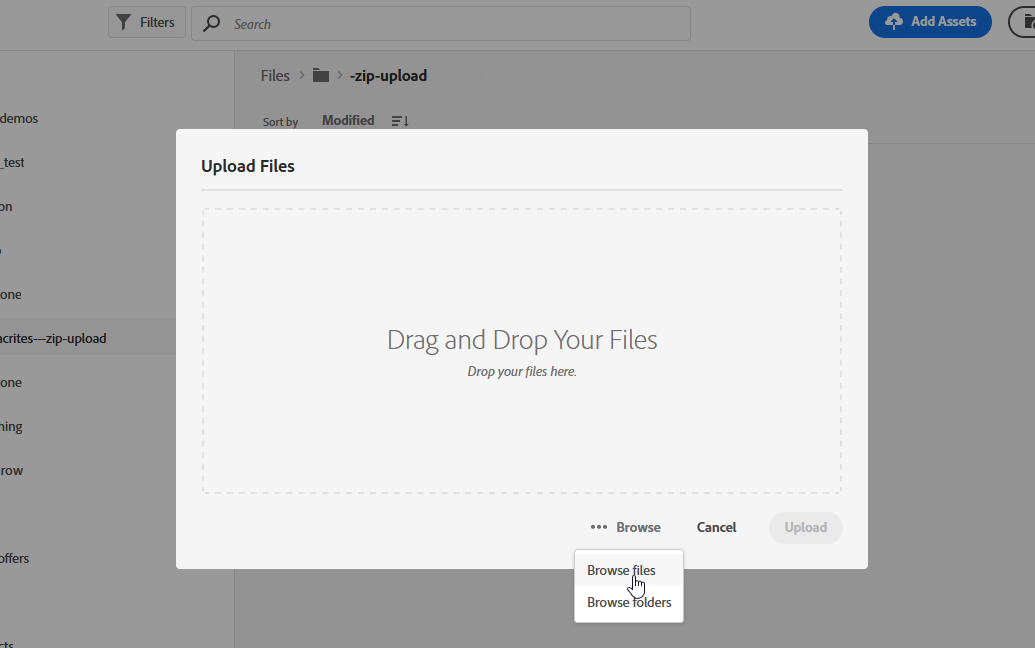 Filters
Search
Add Assets
Files > -zip-upload
Sort by Modified
demos
_test
on
one
acrites---zip-upload
one
ning
row
offers
cts
Upload Files
Drag and Drop Your Files
Drop your files here.
Browse Cancel Upload
Browse files
Browse folders